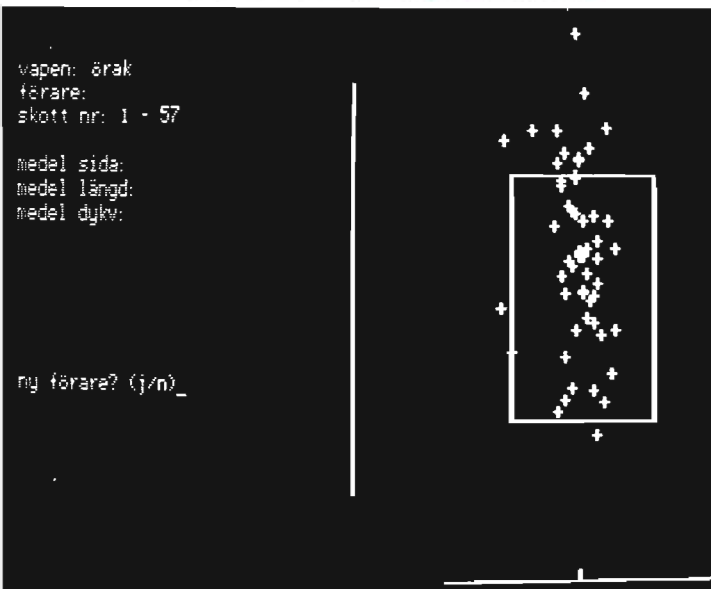 vapen: örak
förare:
skott nr: 1 - 57
medel sida:
medel längd:
medel dykv:
ny förare? (j/n)_